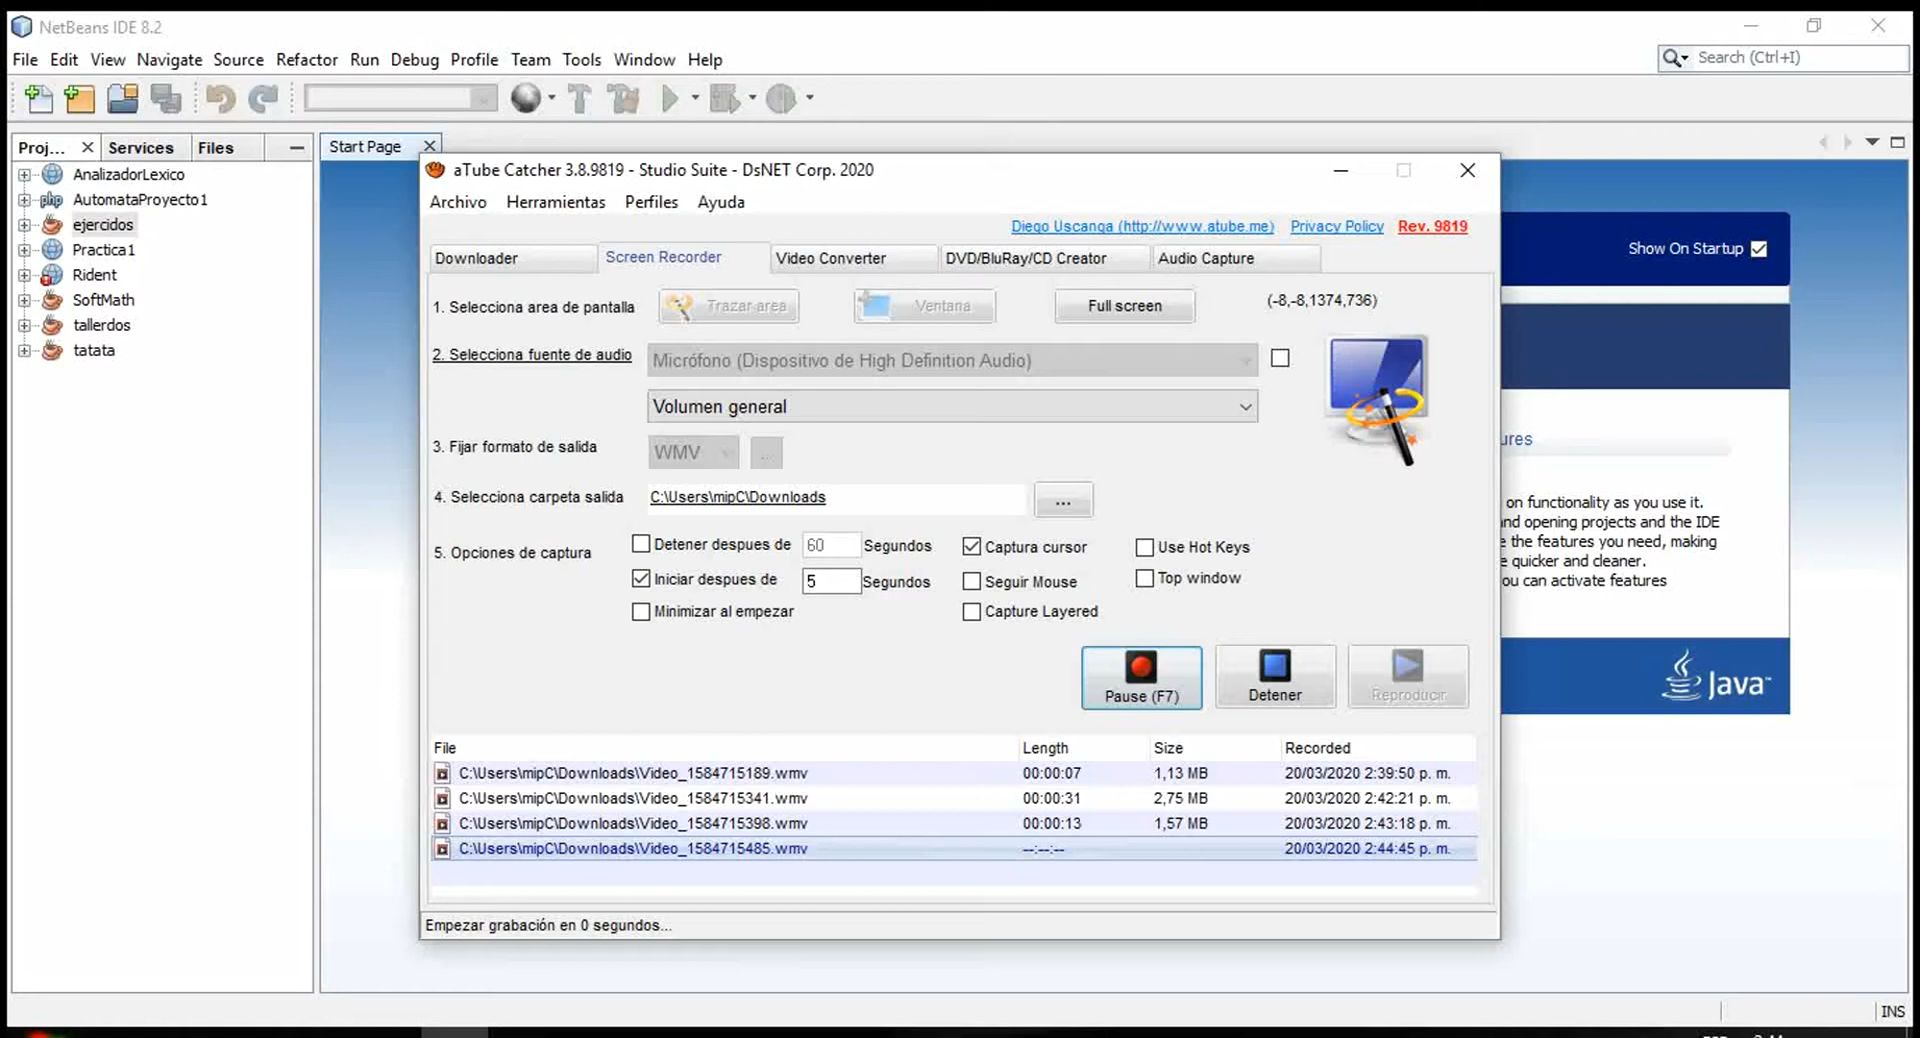 NetBeans IDE 8.2
File Edit View Navigate Source Refactor Run Debug Profile Team Tools Window Help
Search (Ctrl+I)
Proj... Services Files
Start Page
AnalizadorLexico
AutomataProyecto1
ejercidos
Practica1
Rident
SoftMath
tallerdos
tatata
aTube Catcher 3.8.9819 - Studio Suite - DsNET Corp. 2020
Archivo Herramientas Perfiles Ayuda
Diego Uscanga (http://www.atube.me) Privacy Policy Rev. 9819
Downloader Screen Recorder Video Converter DVD/BluRay/CD Creator Audio Capture
Show On Startup
1. Selecciona area de pantalla Trazar area Ventana Full screen (-8,-8,1374,736)
2. Selecciona fuente de audio Micrófono (Dispositivo de High Definition Audio)
Volumen general
3. Fijar formato de salida WMV ...
4. Selecciona carpeta salida C:\Users\mipC\Downloads ...
5. Opciones de captura
Detener despues de 60 Segundos Captura cursor Use Hot Keys
Iniciar despues de 5 Segundos Seguir Mouse Top window
Minimizar al empezar Capture Layered
Pause (F7) Detener Reproducir
ures
on functionality as you use it.
nd opening projects and the IDE
e the features you need, making
quicker and cleaner.
ou can activate features
Java
File Length Size Recorded
C:\Users\mipC\Downloads\Video_1584715189.wmv 00:00:07 1,13 MB 20/03/2020 2:39:50 p. m.
C:\Users\mipC\Downloads\Video_1584715341.wmv 00:00:31 2,75 MB 20/03/2020 2:42:21 p. m.
C:\Users\mipC\Downloads\Video_1584715398.wmv 00:00:13 1,57 MB 20/03/2020 2:43:18 p. m.
C:\Users\mipC\Downloads\Video_1584715485.wmv --:--:-- 20/03/2020 2:44:45 p. m.
Empezar grabación en 0 segundos...
INS